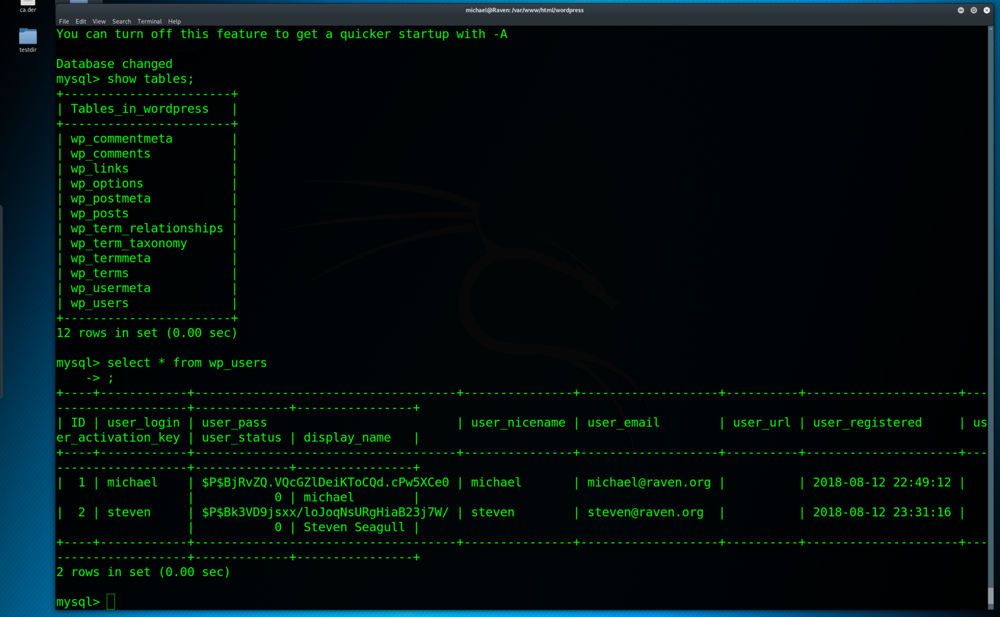 ca.der
testdir
michael@Raven: /var/www/html/wordpress
File Edit View Search Terminal Help
You can turn off this feature to get a quicker startup with -A
Database changed
mysql> show tables;
+-----------------------+
| Tables_in_wordpress   |
+-----------------------+
| wp_commentmeta        |
| wp_comments           |
| wp_links              |
| wp_options            |
| wp_postmeta           |
| wp_posts              |
| wp_term_relationships |
| wp_term_taxonomy      |
| wp_termmeta           |
| wp_terms              |
| wp_usermeta           |
| wp_users              |
+-----------------------+
12 rows in set (0.00 sec)
mysql> select * from wp_users
    -> ;
+----+------------+------------------------------------+---------------+-------------------+----------+---------------------+---
------------------+-------------+----------------+
| ID | user_login | user_pass                          | user_nicename | user_email        | user_url | user_registered     | us
er_activation_key | user_status | display_name   |
+----+------------+------------------------------------+---------------+-------------------+----------+---------------------+---
------------------+-------------+----------------+
|  1 | michael    | $P$BjRvZQ.VQcGZlDeiKToCQd.cPw5XCe0 | michael       | michael@raven.org |          | 2018-08-12 22:49:12 |
                  |           0 | michael        |
|  2 | steven     | $P$Bk3VD9jsxx/loJoqNsURgHiaB23j7W/ | steven        | steven@raven.org  |          | 2018-08-12 23:31:16 |
                  |           0 | Steven Seagull |
+----+------------+------------------------------------+---------------+-------------------+----------+---------------------+---
------------------+-------------+----------------+
2 rows in set (0.00 sec)
mysql>